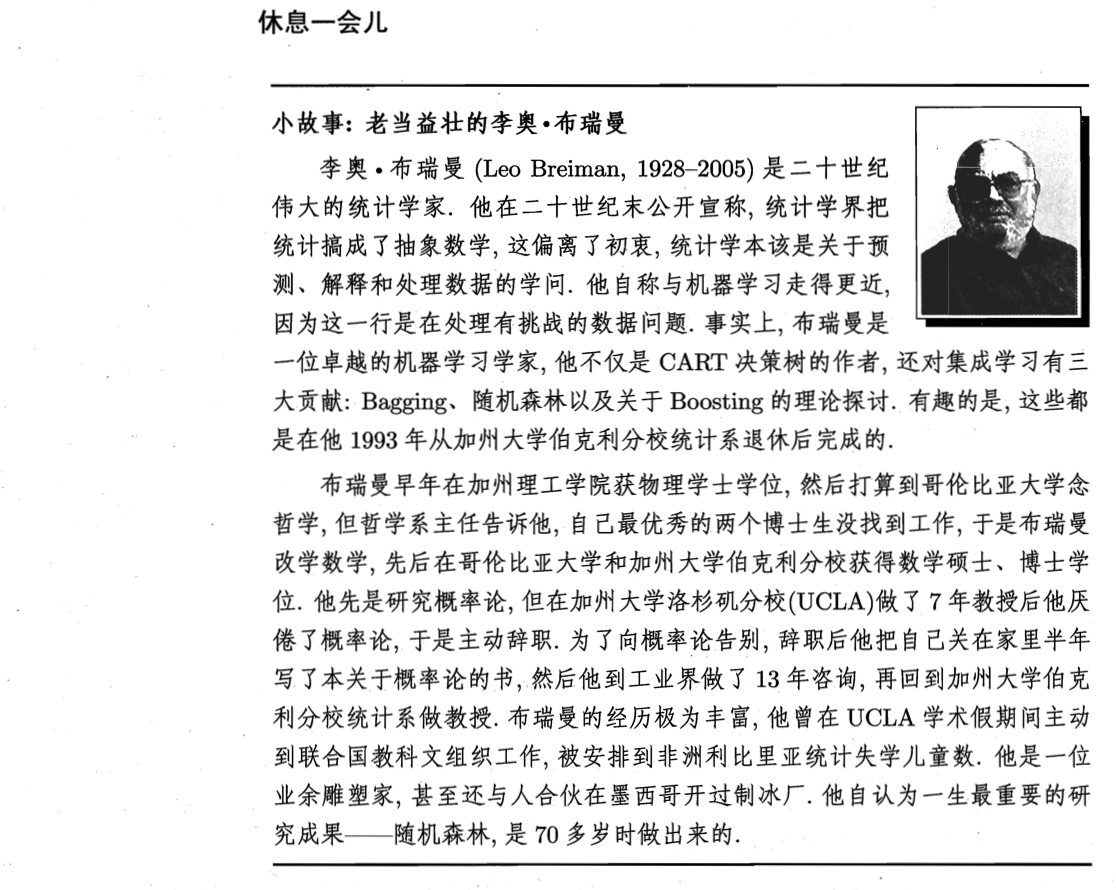 休息一会儿
小故事: 老当益壮的李奥•布瑞曼
李奥•布瑞曼 (Leo Breiman, 1928–2005) 是二十世纪
伟大的统计学家. 他在二十世纪末公开宣称, 统计学界把
统计搞成了抽象数学, 这偏离了初衷, 统计学本该是关于预
测、解释和处理数据的学问. 他自称与机器学习走得更近,
因为这一行是在处理有挑战的数据问题. 事实上, 布瑞曼是
一位卓越的机器学习学家, 他不仅是 CART 决策树的作者, 还对集成学习有三
大贡献: Bagging、随机森林以及关于 Boosting 的理论探讨. 有趣的是, 这些都
是在他 1993 年从加州大学伯克利分校统计系退休后完成的.
布瑞曼早年在加州理工学院获物理学士学位, 然后打算到哥伦比亚大学念
哲学, 但哲学系主任告诉他, 自己最优秀的两个博士生没找到工作, 于是布瑞曼
改学数学, 先后在哥伦比亚大学和加州大学伯克利分校获得数学硕士、博士学
位. 他先是研究概率论, 但在加州大学洛杉矶分校(UCLA)做了 7 年教授后他厌
倦了概率论, 于是主动辞职. 为了向概率论告别, 辞职后他把自己关在家里半年
写了本关于概率论的书, 然后他到工业界做了 13 年咨询, 再回到加州大学伯克
利分校统计系做教授. 布瑞曼的经历极为丰富, 他曾在 UCLA 学术假期间主动
到联合国教科文组织工作, 被安排到非洲利比里亚统计失学儿童数. 他是一位
业余雕塑家, 甚至还与人合伙在墨西哥开过制冰厂. 他自认为一生最重要的研
究成果——随机森林, 是 70 多岁时做出来的.